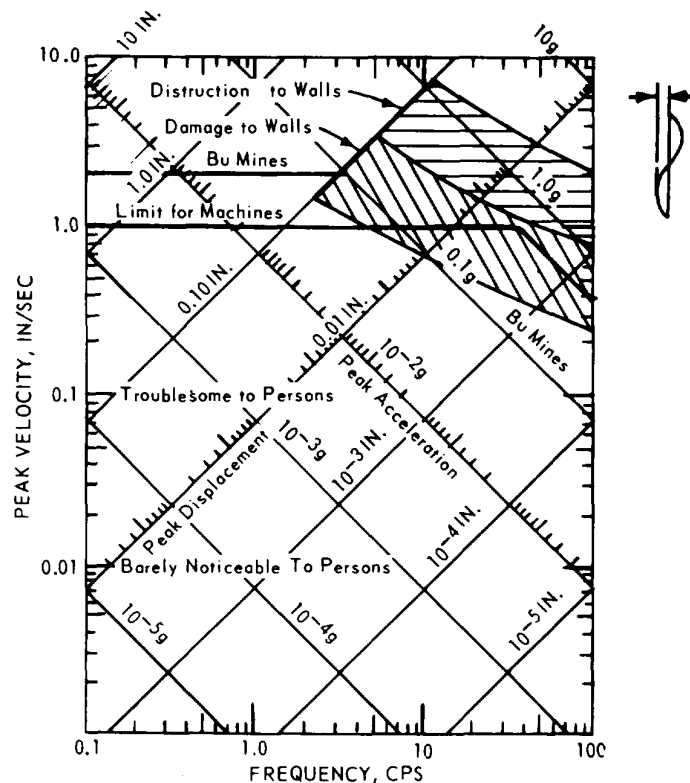 10 IN.
10g
10.0
Distruction to Walls
Damage to Walls
Bu Mines
1.0 IN.
1.0g
Limit for Machines
1.0
0.10 IN.
0.1g
0.01 IN.
Bu Mines
10-2g
Peak Acceleration
0.1
Troublesome to Persons
10-3g
10-3 IN.
Peak Displacement
PEAK VELOCITY, IN/SEC
10-4 IN.
0.01
Barely Noticeable To Persons
10-5g
10-4g
10-5 IN.
0.1
1.0
10
100
FREQUENCY, CPS